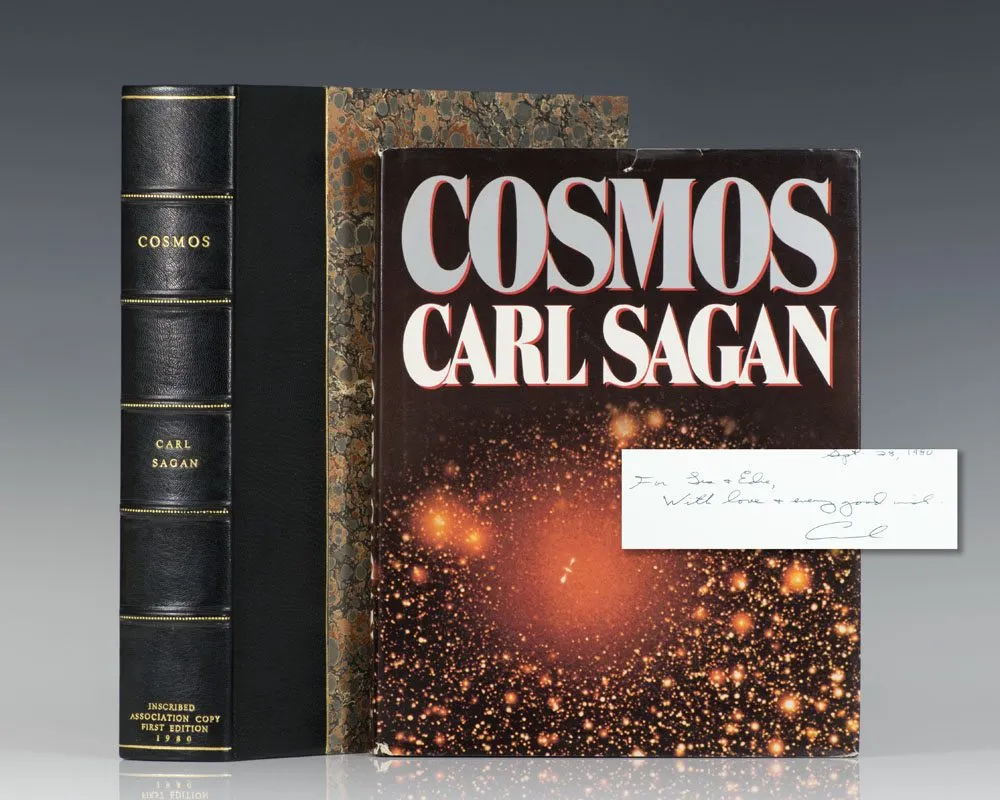 COSMOS
CARL
SAGAN
INSCRIBED
ASSOCIATION COPY
FIRST EDITION
1980
COSMOS
CARL SAGAN
Sept 28, 1980
For & Edie,
With love & every good wish.
Carl